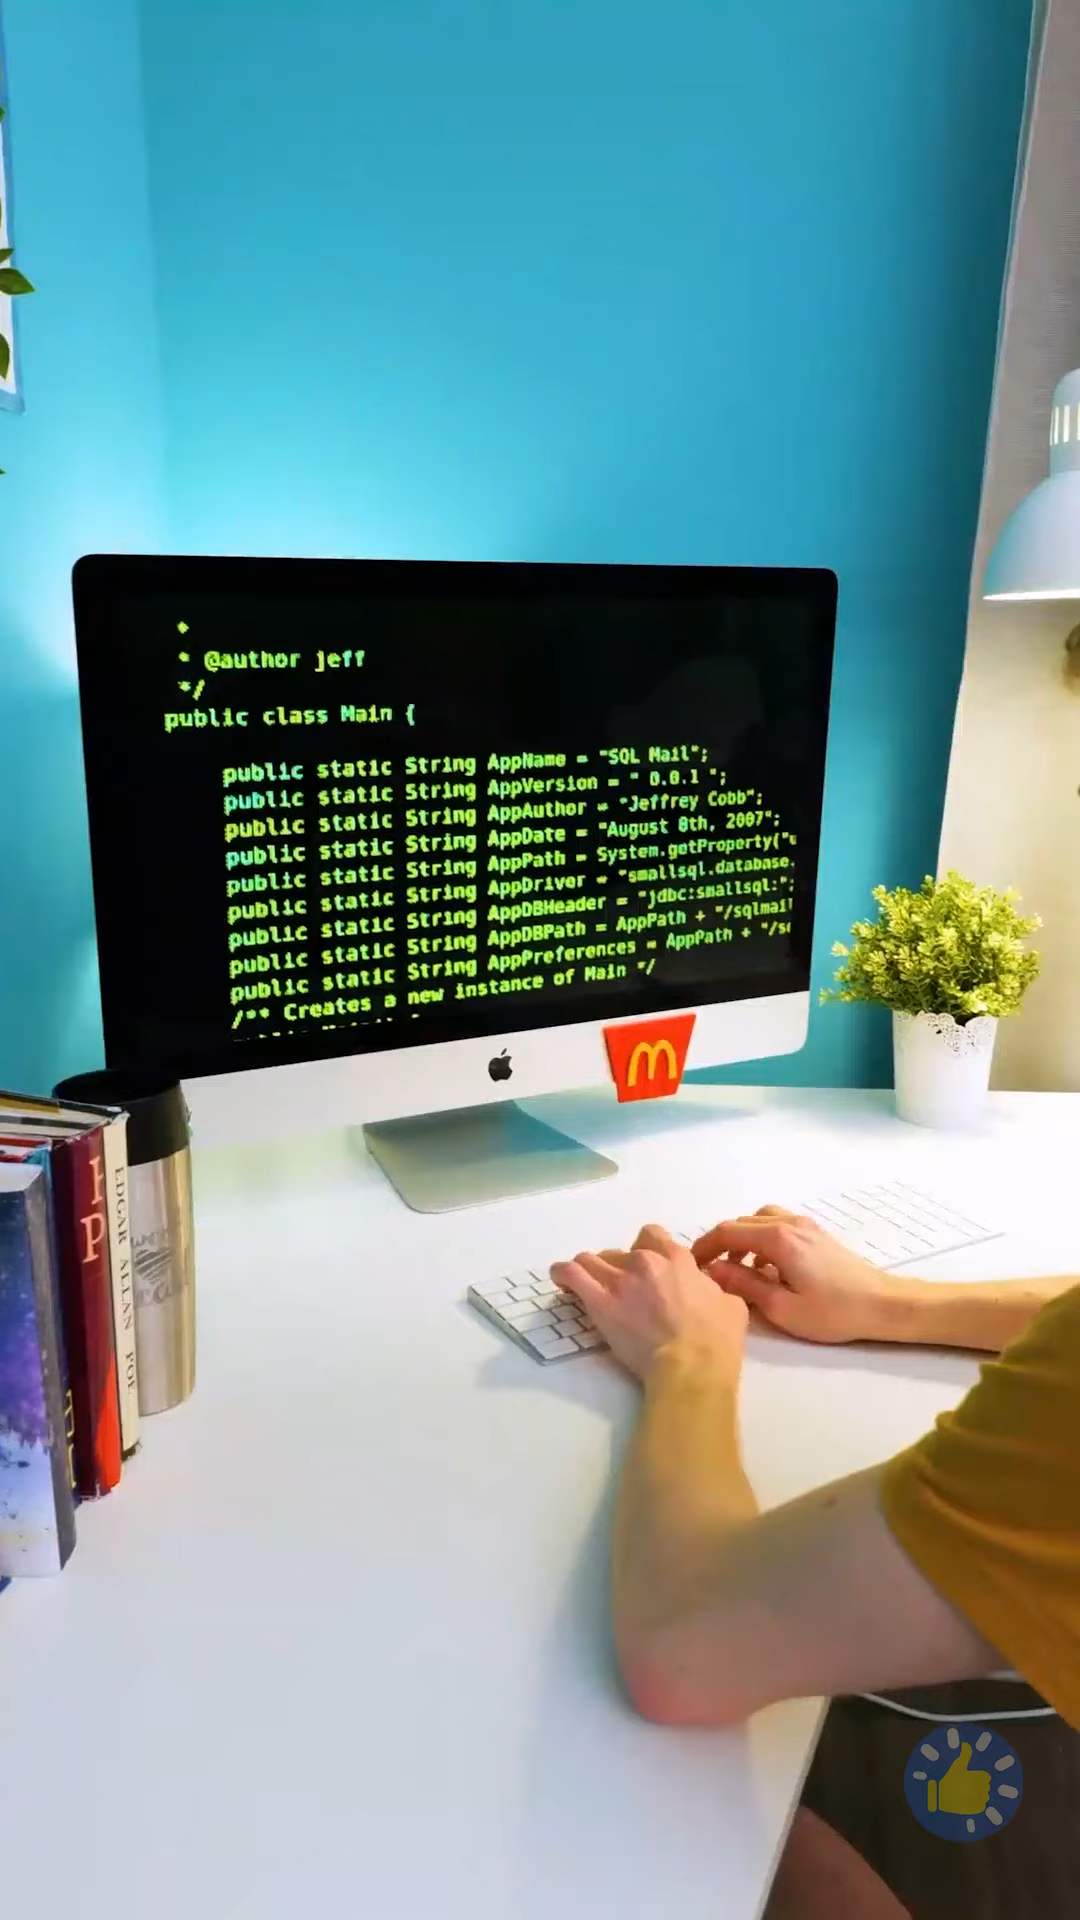 *
* @author jeff
*/
public class Main {
public static String AppName = "SQL Mail";
public static String AppVersion = " 0.0.1 ";
public static String AppAuthor = "Jeffrey Cobb";
public static String AppDate = "August 8th, 2007";
public static String AppPath = System.getProperty("u
public static String AppDriver = "smallsql.database.
public static String AppDBHeader = "jdbc:smallsql:";
public static String AppDBPath = AppPath + "/sqlmail
public static String AppPreferences = AppPath + "/s
/** Creates a new instance of Main */
EDGAR ALLAN POE